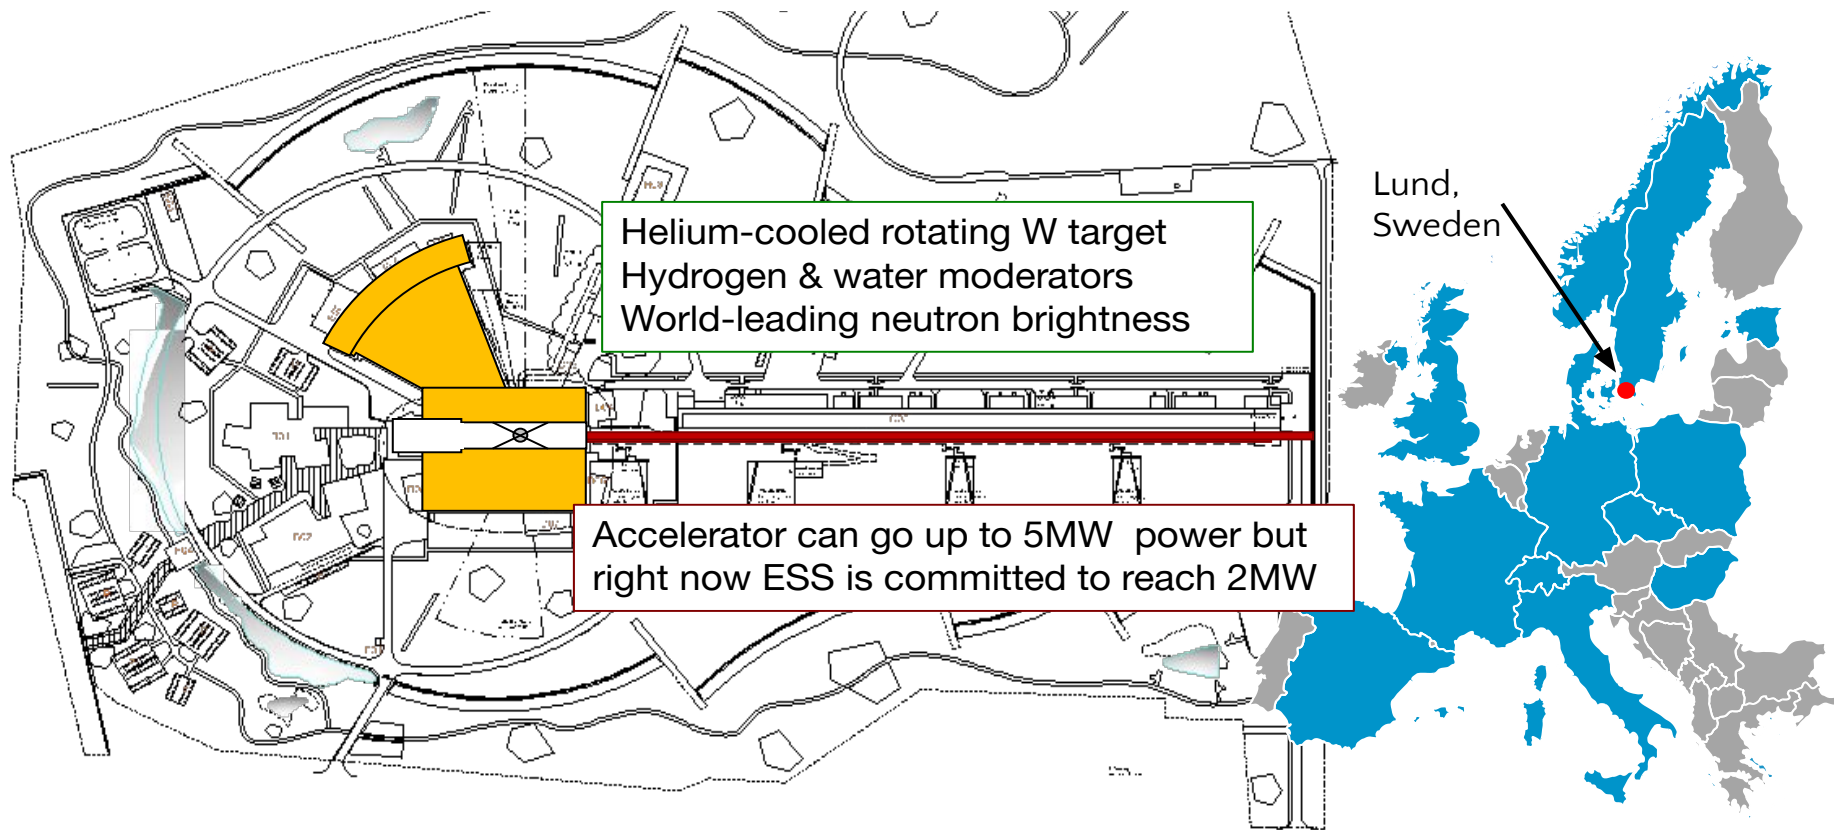 Helium-cooled rotating W target
Hydrogen & water moderators
World-leading neutron brightness
Lund,
Sweden
Accelerator can go up to 5MW power but
right now ESS is committed to reach 2MW